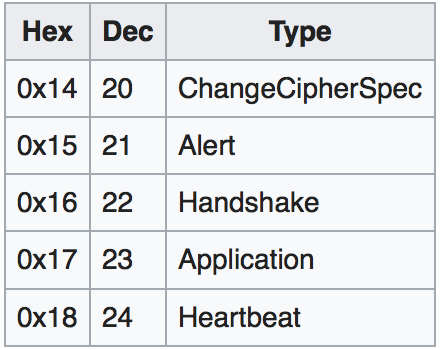 Hex Dec Type
0x14 20 ChangeCipherSpec
0x15 21 Alert
0x16 22 Handshake
0x17 23 Application
0x18 24 Heartbeat